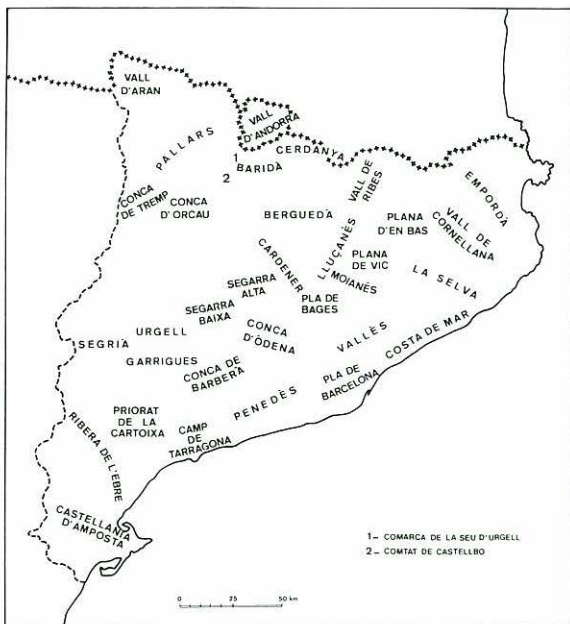 VALL
D'ARAN
VALL
D'ANDORRA
PALLARS
CERDANYA
1
BARIDÀ
2
VALL DE
RIBES
EMPORDÀ
CONCA
DE TREMP
CONCA
D'ORCAU
BERGUEDÀ
PLANA
D'EN BAS
VALL DE
CORNELLANA
LLUÇANÈS
CARDENER
PLANA
DE VIC
MOIANÉS
LA SELVA
SEGARRA
ALTA
PLA DE
BAGES
SEGARRA
BAIXA
URGELL
CONCA
D'ÒDENA
VALLÈS
COSTA DE MAR
SEGRIÀ
GARRIGUES
CONCA DE
BARBERÀ
PLA DE
BARCELONA
PENEDÈS
PRIORAT
DE LA
CARTOIXA
CAMP
DE
TARRAGONA
RIBERA DE L'EBRE
CASTELLANIA
D'AMPOSTA
1 – COMARCA DE LA SEU D'URGELL
2 – COMTAT DE CASTELLBO
0 25 50 km